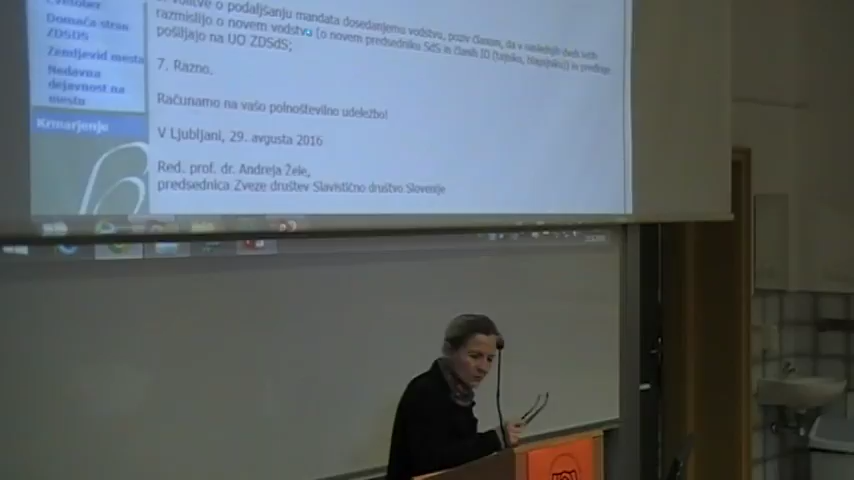 Cvetober
Domača stran
ZDSDS
Zemljevid mesta
Nedavna
dejavnost na
mestu
Krmarjenje
volitve o podaljšanju mandata dosedanjemu vodstvu, poziv članom, da v naslednjih dveh letih
razmislijo o novem vodstvu (o novem predsedniku SdS in članih IO (tajniku, blagajniku)) in predloge
pošiljajo na UO ZDSdS;
7. Razno.
Računamo na vašo polnoštevilno udeležbo!
V Ljubljani, 29. avgusta 2016
Red. prof. dr. Andreja Žele,
predsednica Zveze društev Slavistično društvo Slovenije